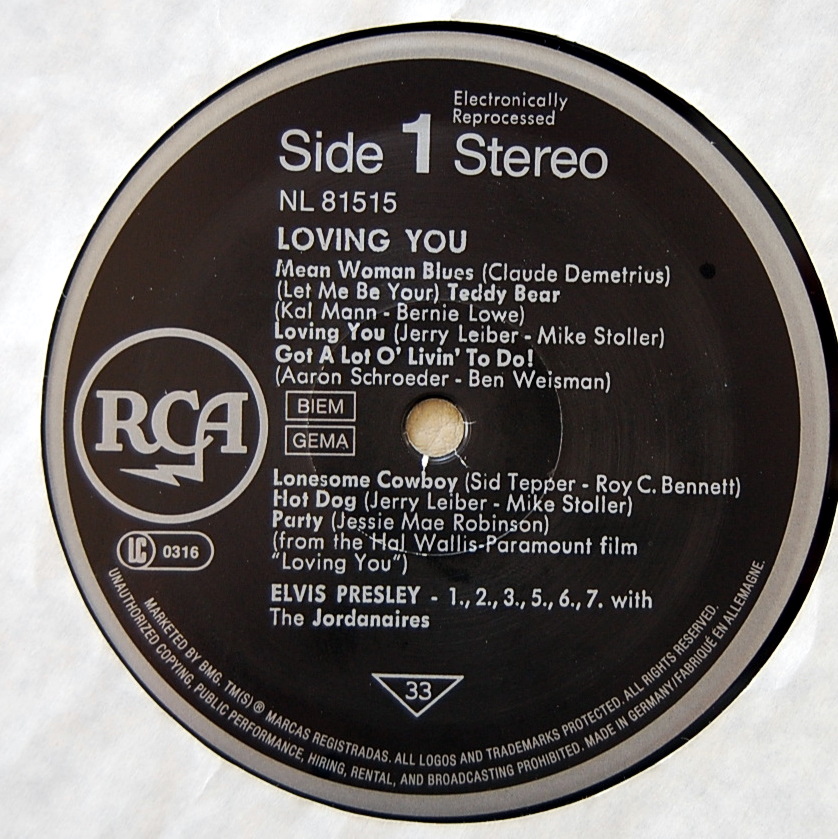 Electronically
Reprocessed
Side 1 Stereo
NL 81515
LOVING YOU
Mean Woman Blues (Claude Demetrius)
(Let Me Be Your) Teddy Bear
(Kal Mann - Bernie Lowe)
Loving You (Jerry Leiber - Mike Stoller)
Got A Lot O' Livin' To Do!
(Aaron Schroeder - Ben Weisman)
BIEM
GEMA
RCA
Lonesome Cowboy (Sid Tepper - Roy C. Bennett)
Hot Dog (Jerry Leiber - Mike Stoller)
Party (Jessie Mae Robinson)
(from the Hal Wallis-Paramount film
"Loving You")
LC 0316
ELVIS PRESLEY - 1., 2., 3., 5., 6., 7. with
The Jordanaires
33
MARKETED BY BMG. TM(S) ® MARCAS REGISTRADAS. ALL LOGOS AND TRADEMARKS PROTECTED. ALL RIGHTS RESERVED.
UNAUTHORIZED COPYING, PUBLIC PERFORMANCE, HIRING, RENTAL, AND BROADCASTING PROHIBITED. MADE IN GERMANY/FABRIQUÉ EN ALLEMAGNE.